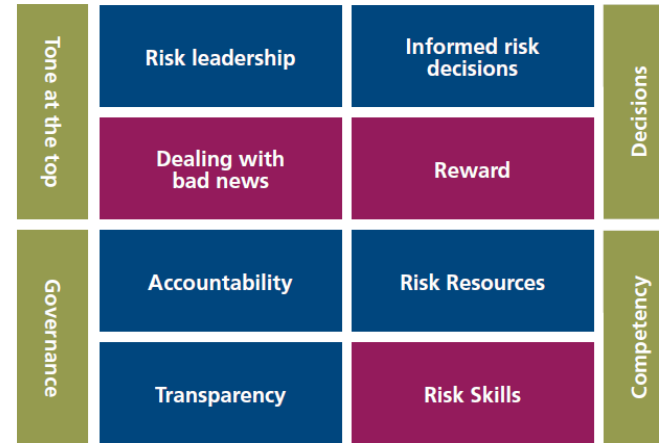 Tone at the top
Risk leadership
Informed risk
decisions
Decisions
Dealing with
bad news
Reward
Governance
Accountability
Risk Resources
Competency
Transparency
Risk Skills